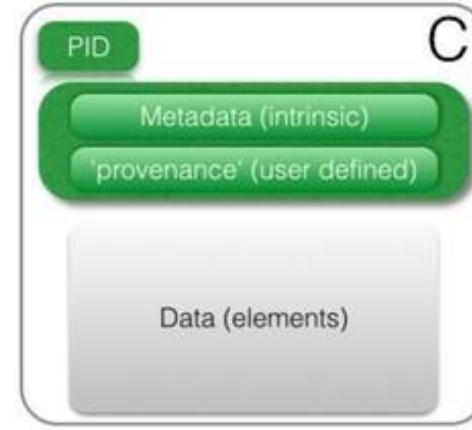 PID
C
Metadata (intrinsic)
'provenance' (user defined)
Data (elements)